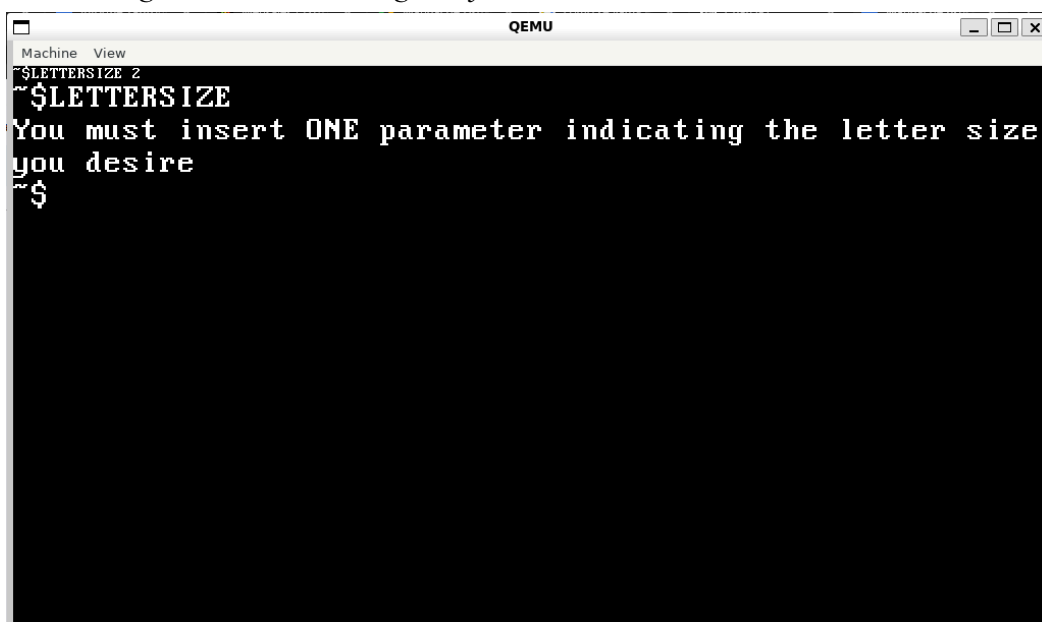 QEMU
Machine View
~$LETTERSIZE 2
~$LETTERSIZE
You must insert ONE parameter indicating the letter size
you desire
~$